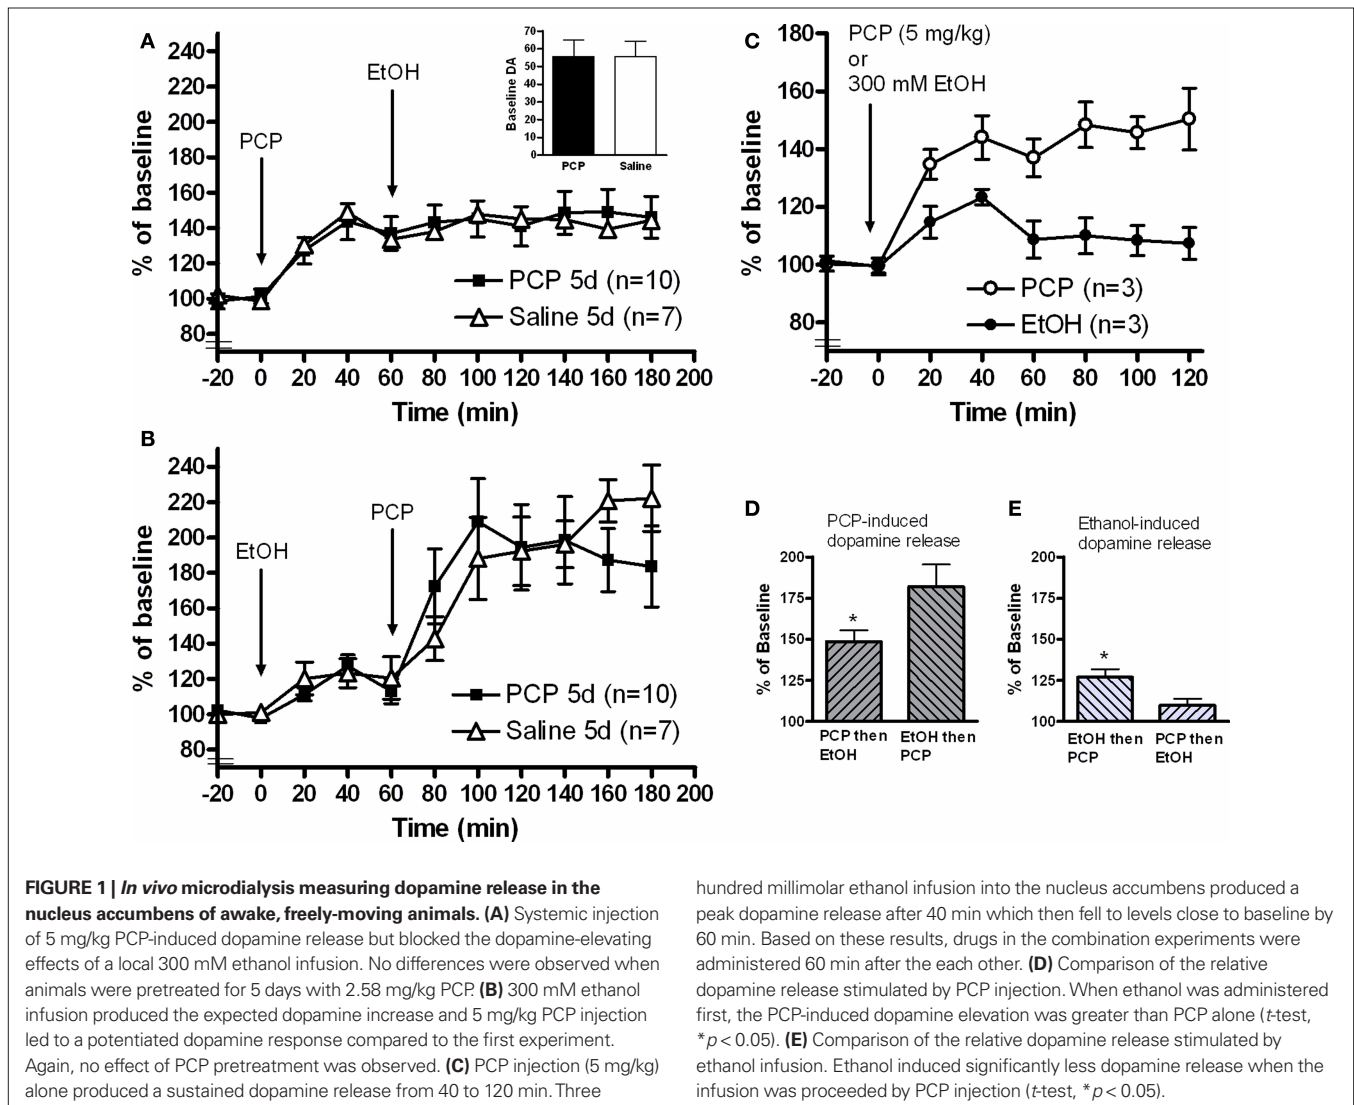 A
240
220
200
180
160
140
120
100
80
% of baseline
PCP
EtOH
70
60
50
40
30
20
10
0
Baseline DA
PCP
Saline
PCP 5d (n=10)
Saline 5d (n=7)
-20 0 20 40 60 80 100 120 140 160 180 200
Time (min)
B
240
220
200
180
160
140
120
100
80
% of baseline
EtOH
PCP
PCP 5d (n=10)
Saline 5d (n=7)
-20 0 20 40 60 80 100 120 140 160 180 200
Time (min)
C
180
160
140
120
100
80
% of baseline
PCP (5 mg/kg)
or
300 mM EtOH
PCP (n=3)
EtOH (n=3)
-20 0 20 40 60 80 100 120
Time (min)
D
PCP-induced
dopamine release
200
175
150
125
100
% of Baseline
*
PCP then
EtOH
EtOH then
PCP
E
Ethanol-induced
dopamine release
200
175
150
125
100
% of Baseline
*
EtOH then
PCP
PCP then
EtOH
FIGURE 1 | In vivo microdialysis measuring dopamine release in the
nucleus accumbens of awake, freely-moving animals. (A) Systemic injection
of 5 mg/kg PCP-induced dopamine release but blocked the dopamine-elevating
effects of a local 300 mM ethanol infusion. No differences were observed when
animals were pretreated for 5 days with 2.58 mg/kg PCP. (B) 300 mM ethanol
infusion produced the expected dopamine increase and 5 mg/kg PCP injection
led to a potentiated dopamine response compared to the first experiment.
Again, no effect of PCP pretreatment was observed. (C) PCP injection (5 mg/kg)
alone produced a sustained dopamine release from 40 to 120 min. Three
hundred millimolar ethanol infusion into the nucleus accumbens produced a
peak dopamine release after 40 min which then fell to levels close to baseline by
60 min. Based on these results, drugs in the combination experiments were
administered 60 min after the each other. (D) Comparison of the relative
dopamine release stimulated by PCP injection. When ethanol was administered
first, the PCP-induced dopamine elevation was greater than PCP alone (t-test,
*p < 0.05). (E) Comparison of the relative dopamine release stimulated by
ethanol infusion. Ethanol induced significantly less dopamine release when the
infusion was proceeded by PCP injection (t-test, *p < 0.05).